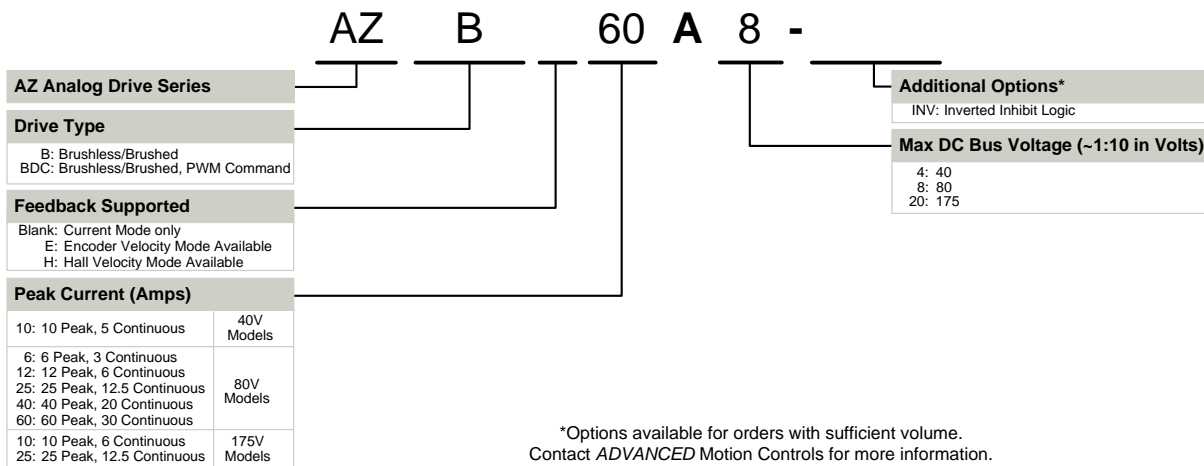 AZ B 60 A 8 -
AZ Analog Drive Series
Drive Type
B: Brushless/Brushed
BDC: Brushless/Brushed, PWM Command
Feedback Supported
Blank: Current Mode only
E: Encoder Velocity Mode Available
H: Hall Velocity Mode Available
Peak Current (Amps)
10: 10 Peak, 5 Continuous
40V
Models
6: 6 Peak, 3 Continuous
12: 12 Peak, 6 Continuous
25: 25 Peak, 12.5 Continuous
40: 40 Peak, 20 Continuous
60: 60 Peak, 30 Continuous
80V
Models
10: 10 Peak, 6 Continuous
25: 25 Peak, 12.5 Continuous
175V
Models
Additional Options*
INV: Inverted Inhibit Logic
Max DC Bus Voltage (~1:10 in Volts)
4: 40
8: 80
20: 175
*Options available for orders with sufficient volume.
Contact ADVANCED Motion Controls for more information.